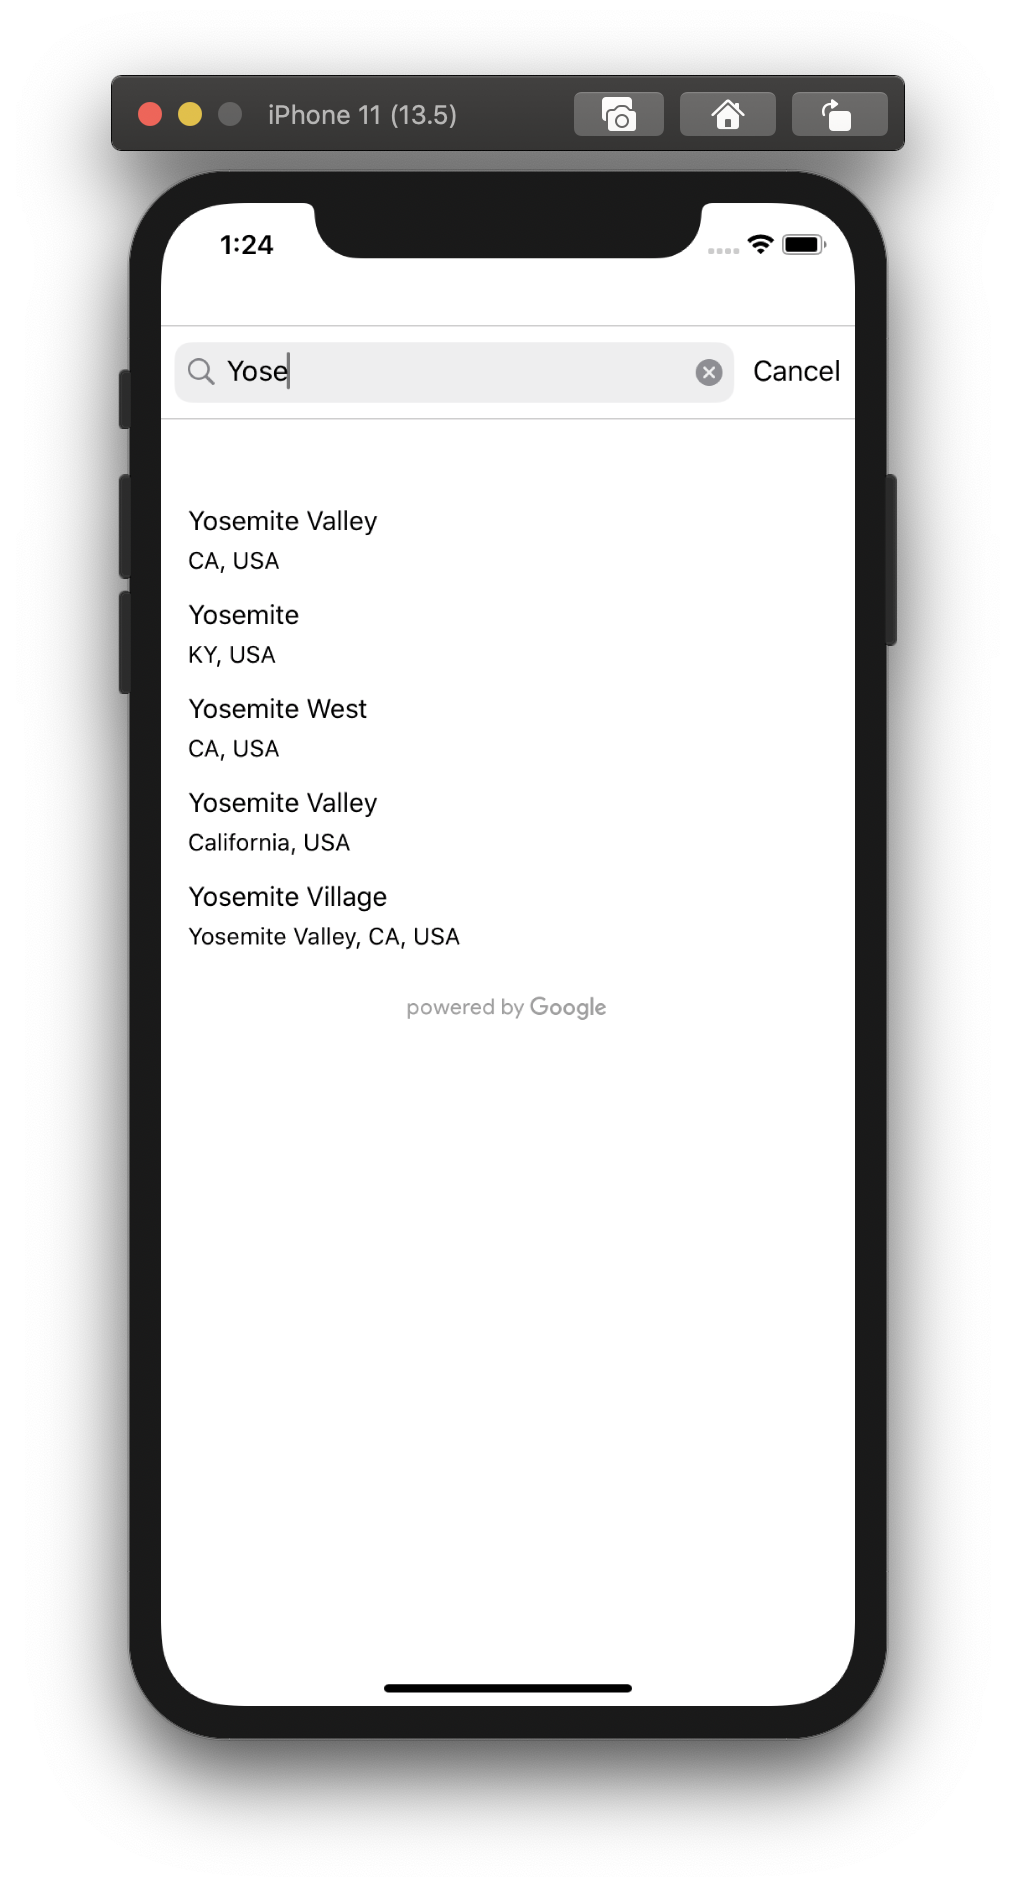 iPhone 11 (13.5)
1:24
Yose
Cancel
Yosemite Valley
CA, USA
Yosemite
KY, USA
Yosemite West
CA, USA
Yosemite Valley
California, USA
Yosemite Village
Yosemite Valley, CA, USA
powered by Google